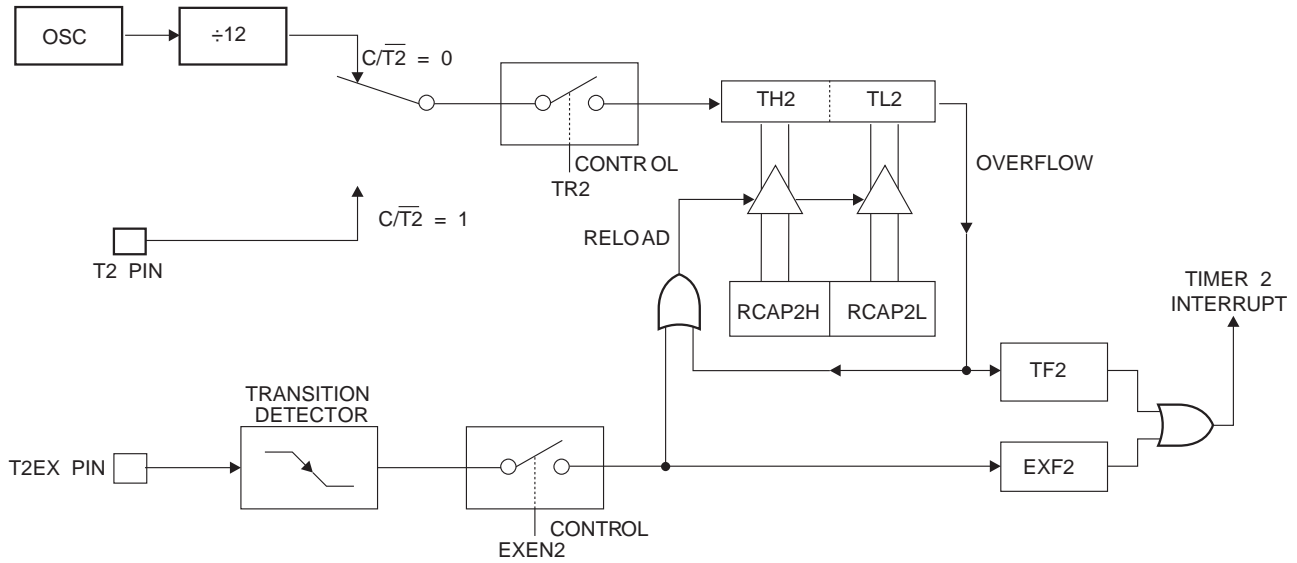 OSC
÷12
C/T2 = 0
TH2
TL2
CONTROL
TR2
OVERFLOW
C/T2 = 1
T2 PIN
RELOAD
RCAP2H
RCAP2L
TIMER 2
INTERRUPT
TF2
TRANSITION
DETECTOR
T2EX PIN
EXF2
CONTROL
EXEN2